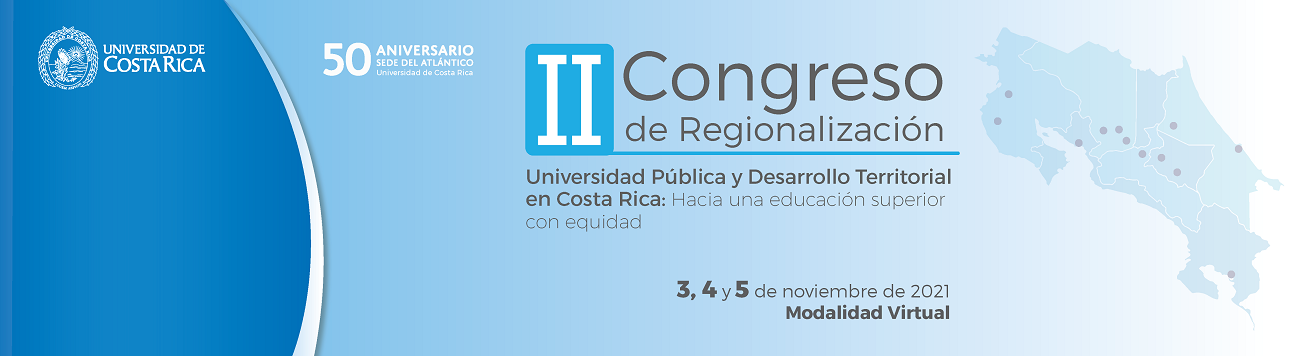 UNIVERSIDAD DE
COSTA RICA
50 ANIVERSARIO
SEDE DEL ATLÁNTICO
Universidad de Costa Rica
II Congreso
de Regionalización
Universidad Pública y Desarrollo Territorial
en Costa Rica: Hacia una educación superior
con equidad
3, 4 y 5 de noviembre de 2021
Modalidad Virtual